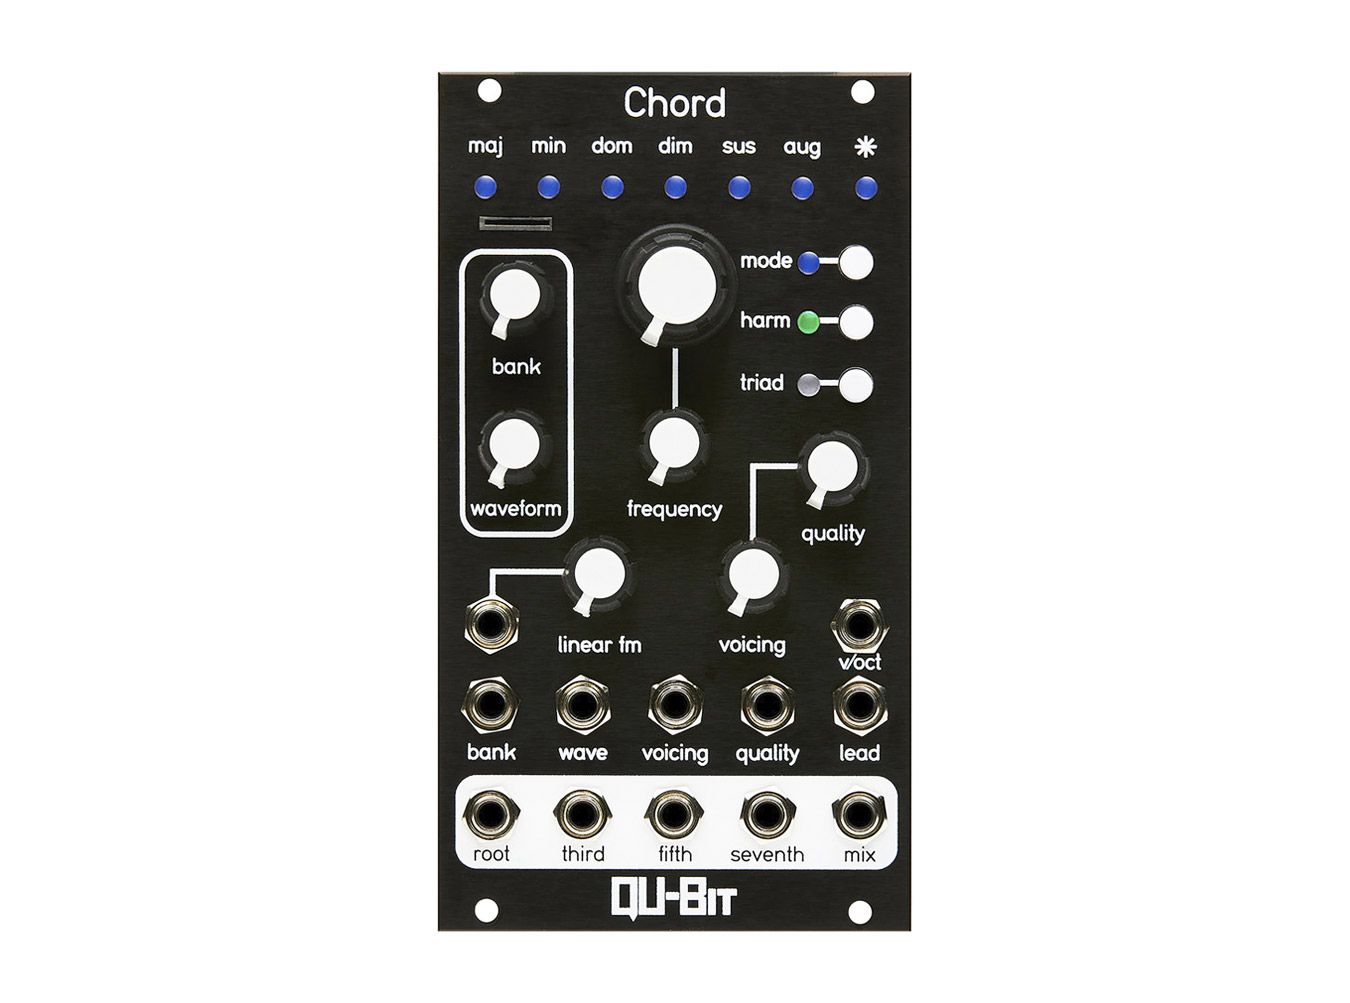 Chord
maj min dom dim sus aug *
mode
harm
bank
triad
waveform
frequency
quality
linear fm
voicing
v/oct
bank wave voicing quality lead
root third fifth seventh mix
QU-BIT